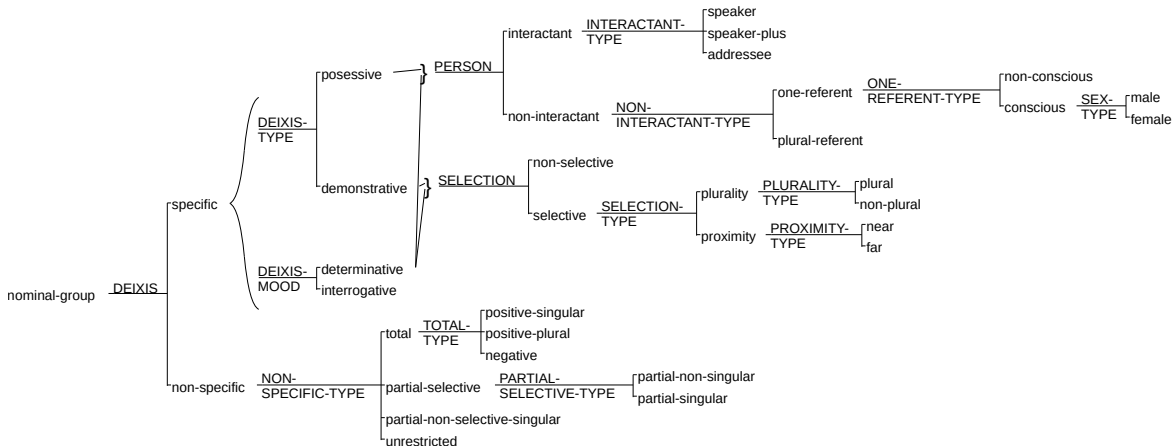 speaker
interactant INTERACTANT-
TYPE speaker-plus
addressee
posessive } PERSON
non-conscious
one-referent ONE-
REFERENT-TYPE
conscious SEX-
TYPE male
female
non-interactant NON-
INTERACTANT-TYPE
plural-referent
DEIXIS-
TYPE
non-selective
demonstrative } SELECTION
plurality PLURALITY-
TYPE plural
non-plural
specific
selective SELECTION-
TYPE
proximity PROXIMITY-
TYPE near
far
DEIXIS-
MOOD determinative
interrogative
nominal-group DEIXIS
positive-singular
total TOTAL-
TYPE positive-plural
negative
non-specific NON-
SPECIFIC-TYPE
partial-selective PARTIAL-
SELECTIVE-TYPE partial-non-singular
partial-singular
partial-non-selective-singular
unrestricted